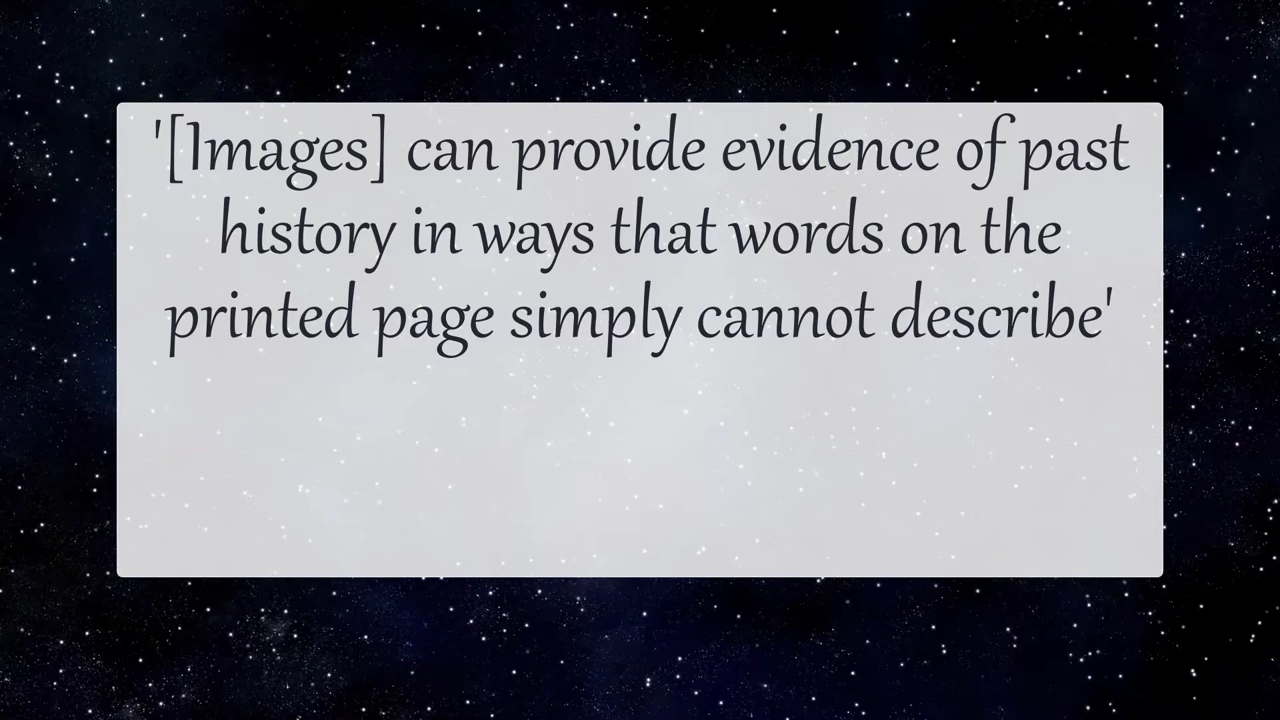 '[Images] can provide evidence of past
history in ways that words on the
printed page simply cannot describe'